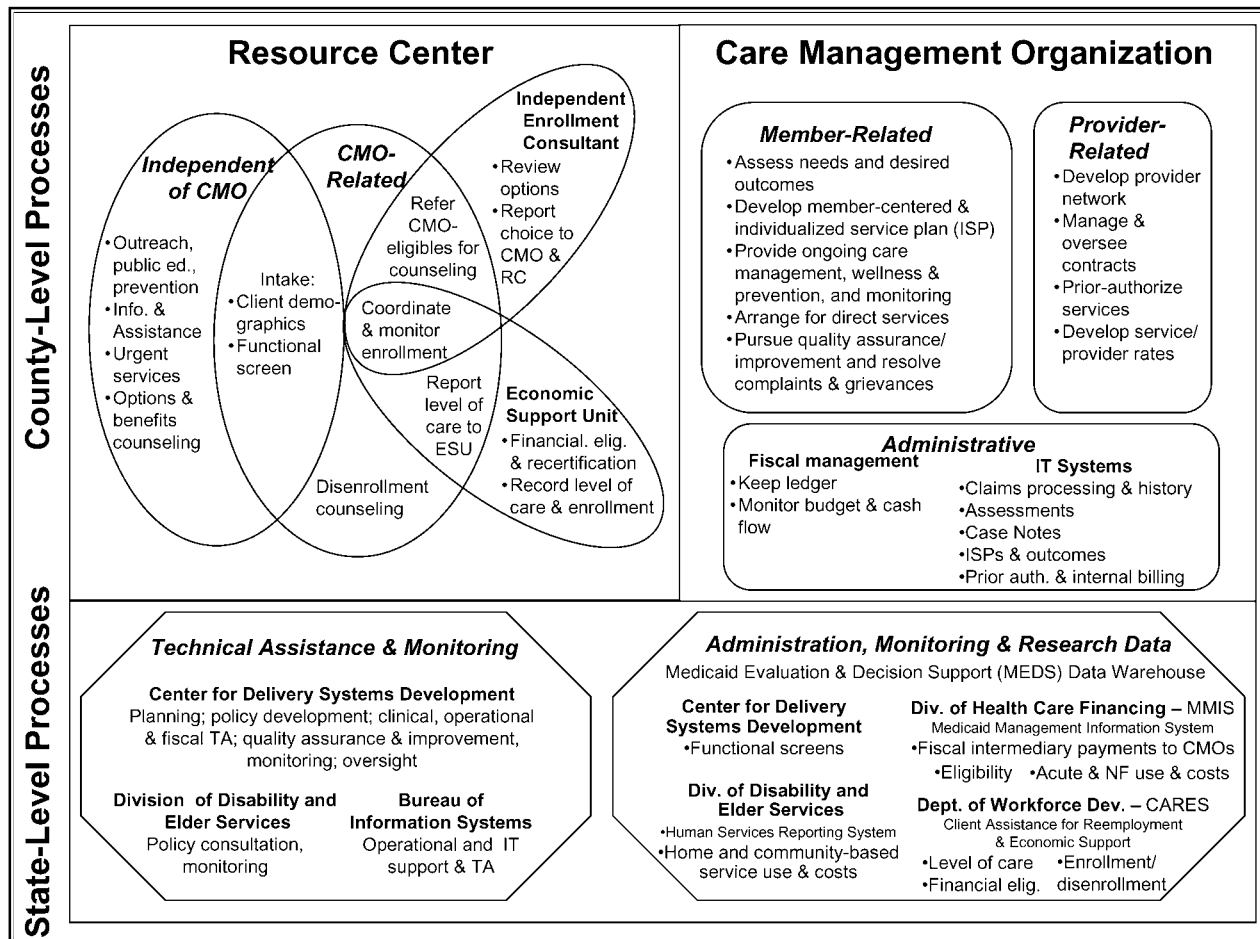 County-Level Processes
Resource Center
Independent
of CMO
•Outreach,
public ed.,
prevention
•Info. &
Assistance
•Urgent
services
•Options &
benefits
counseling
Intake:
•Client demo-
graphics
•Functional
screen
CMO-
Related
Refer
CMO-
eligibles for
counseling
Coordinate
& monitor
enrollment
Report
level of
care to
ESU
Disenrollment
counseling
Independent
Enrollment
Consultant
•Review
options
•Report
choice to
CMO &
RC
Economic
Support Unit
•Financial. elig.
& recertification
•Record level of
care & enrollment
Care Management Organization
Member-Related
•Assess needs and desired
outcomes
•Develop member-centered &
individualized service plan (ISP)
•Provide ongoing care
management, wellness &
prevention, and monitoring
•Arrange for direct services
•Pursue quality assurance/
improvement and resolve
complaints & grievances
Provider-
Related
•Develop provider
network
•Manage &
oversee
contracts
•Prior-authorize
services
•Develop service/
provider rates
Administrative
Fiscal management
•Keep ledger
•Monitor budget & cash
flow
IT Systems
•Claims processing & history
•Assessments
•Case Notes
•ISPs & outcomes
•Prior auth. & internal billing
State-Level Processes
Technical Assistance & Monitoring
Center for Delivery Systems Development
Planning; policy development; clinical, operational
& fiscal TA; quality assurance & improvement,
monitoring; oversight
Division of Disability and
Elder Services
Policy consultation,
monitoring
Bureau of
Information Systems
Operational and IT
support & TA
Administration, Monitoring & Research Data
Medicaid Evaluation & Decision Support (MEDS) Data Warehouse
Center for Delivery
Systems Development
•Functional screens
Div. of Disability and
Elder Services
•Human Services Reporting System
•Home and community-based
service use & costs
Div. of Health Care Financing – MMIS
Medicaid Management Information System
•Fiscal intermediary payments to CMOs
•Eligibility •Acute & NF use & costs
Dept. of Workforce Dev. – CARES
Client Assistance for Reemployment
& Economic Support
•Level of care •Enrollment/
•Financial elig. disenrollment